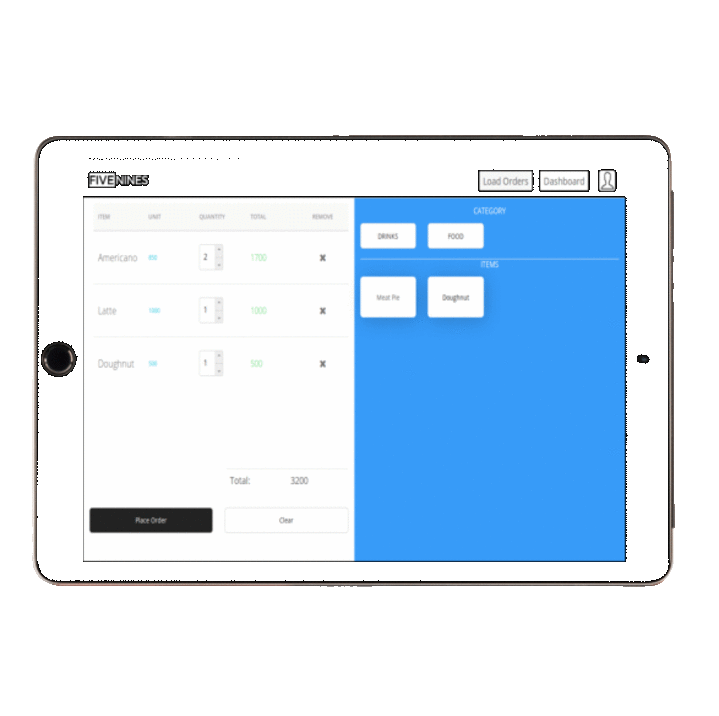 FIVENINES
Load Orders Dashboard
ITEM UNIT QUANTITY TOTAL REMOVE
Americano 850 2 1700 X
Latte 1000 1 1000 X
Doughnut 500 1 500 X
Total: 3200
Place Order Clear
CATEGORY
DRINKS FOOD
ITEMS
Meat Pie Doughnut